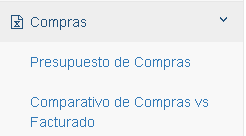 Compras
Presupuesto de Compras
Comparativo de Compras vs
Facturado